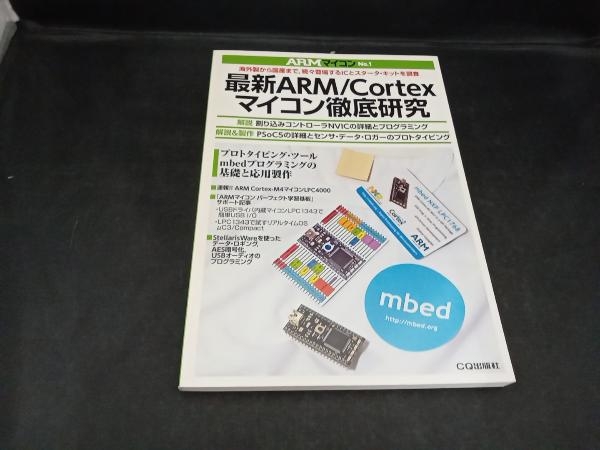 ARMマイコン No.1
海外製から国産まで、続々登場するICとスタータ・キットを調査
最新ARM/Cortex
マイコン徹底研究
解説 割り込みコントローラNVICの詳細とプログラミング
解説&製作 PSoC5の詳細とセンサ・データ・ロガーのプロトタイピング
プロトタイピング・ツール
mbedプログラミングの
基礎と応用製作
■速報!! ARM Cortex-M4マイコンLPC4000
■「ARMマイコン パーフェクト学習基板」
サポート記事
・USBドライバ内蔵マイコンLPC1343で
簡単USB I/O
・LPC1343で試すリアルタイムOS
μC3/Compact
■StellarisWareを使った
データ・ロギング、
AES暗号化、
USBオーディオの
プログラミング
mbed NXP LPC1768
NXP
Cortex
ARM
mbed
http://mbed.org
CQ出版社